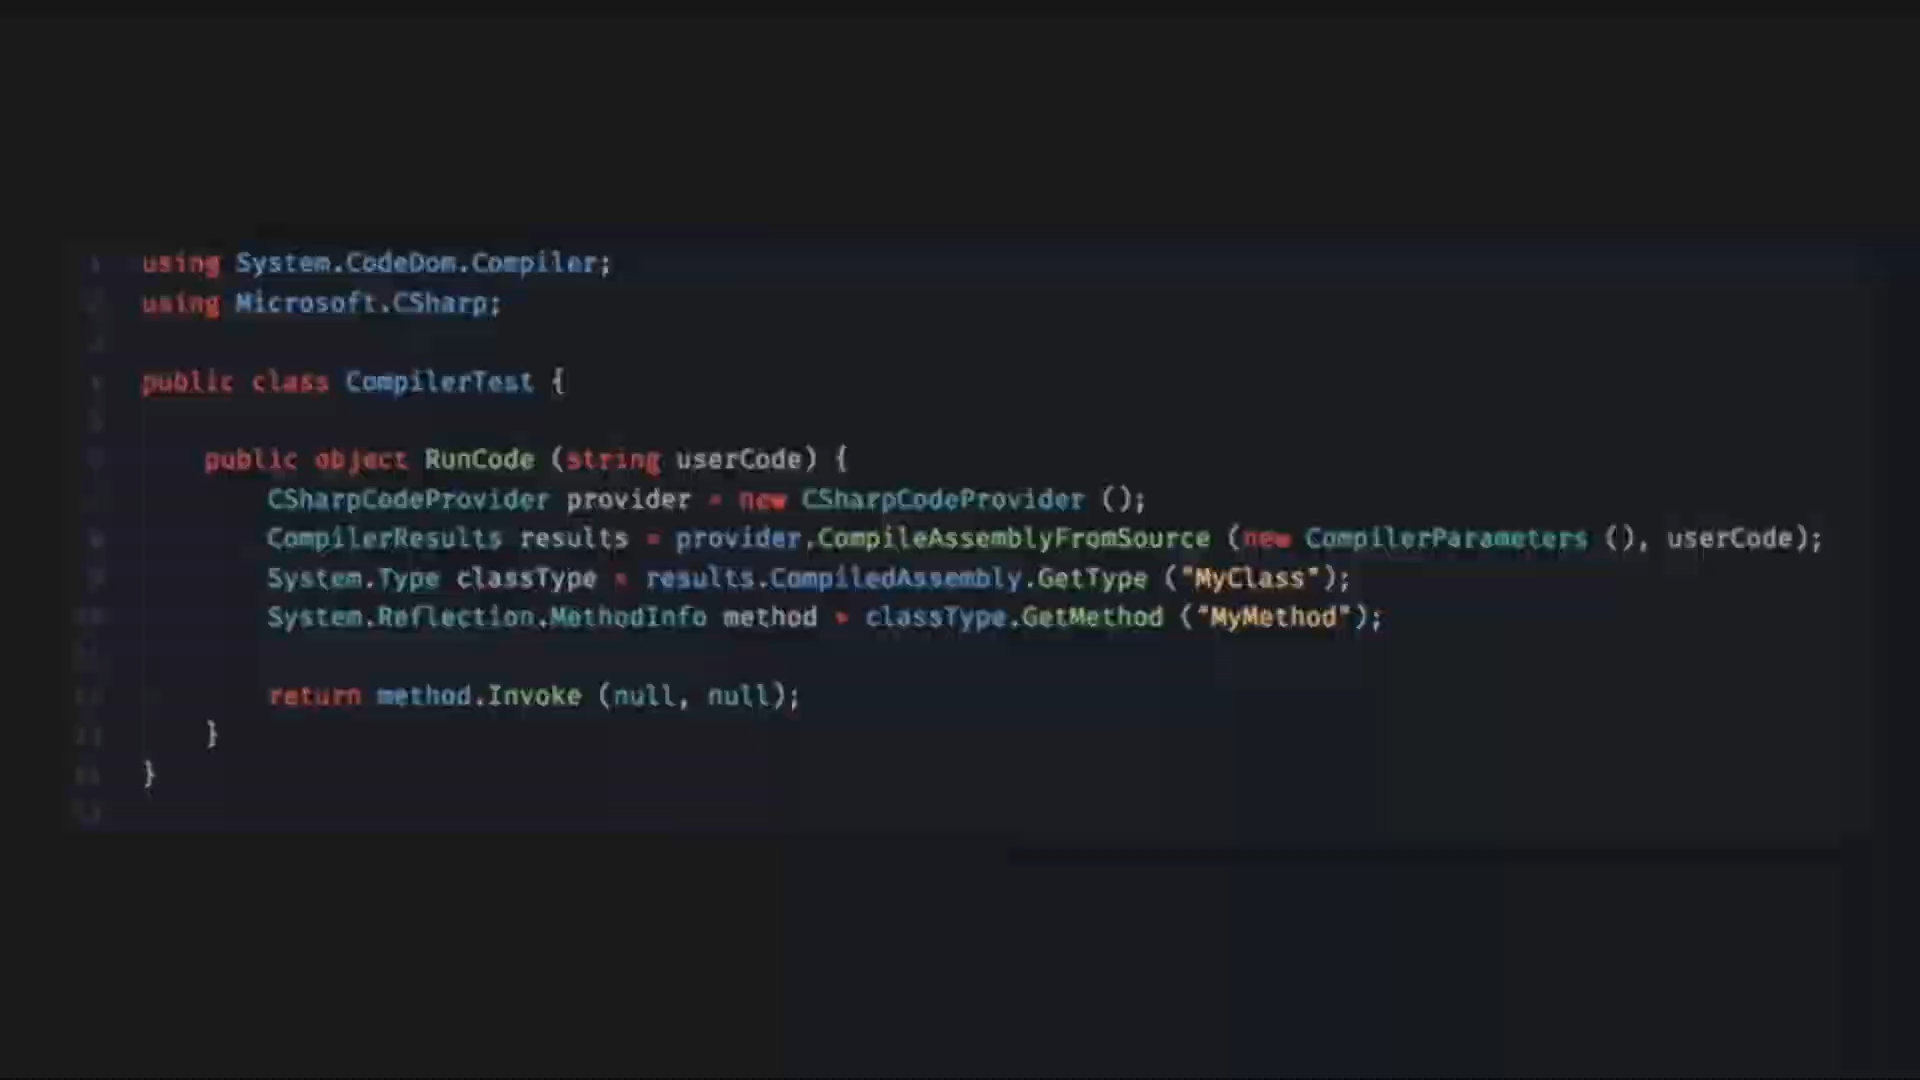 using System.CodeDom.Compiler;
using Microsoft.CSharp;
public class CompilerTest {
public object RunCode (string userCode) {
CSharpCodeProvider provider = new CSharpCodeProvider ();
CompilerResults results = provider.CompileAssemblyFromSource (new CompilerParameters (), userCode);
System.Type classType = results.CompiledAssembly.GetType ("MyClass");
System.Reflection.MethodInfo method = classType.GetMethod ("MyMethod");
return method.Invoke (null, null);
}
}